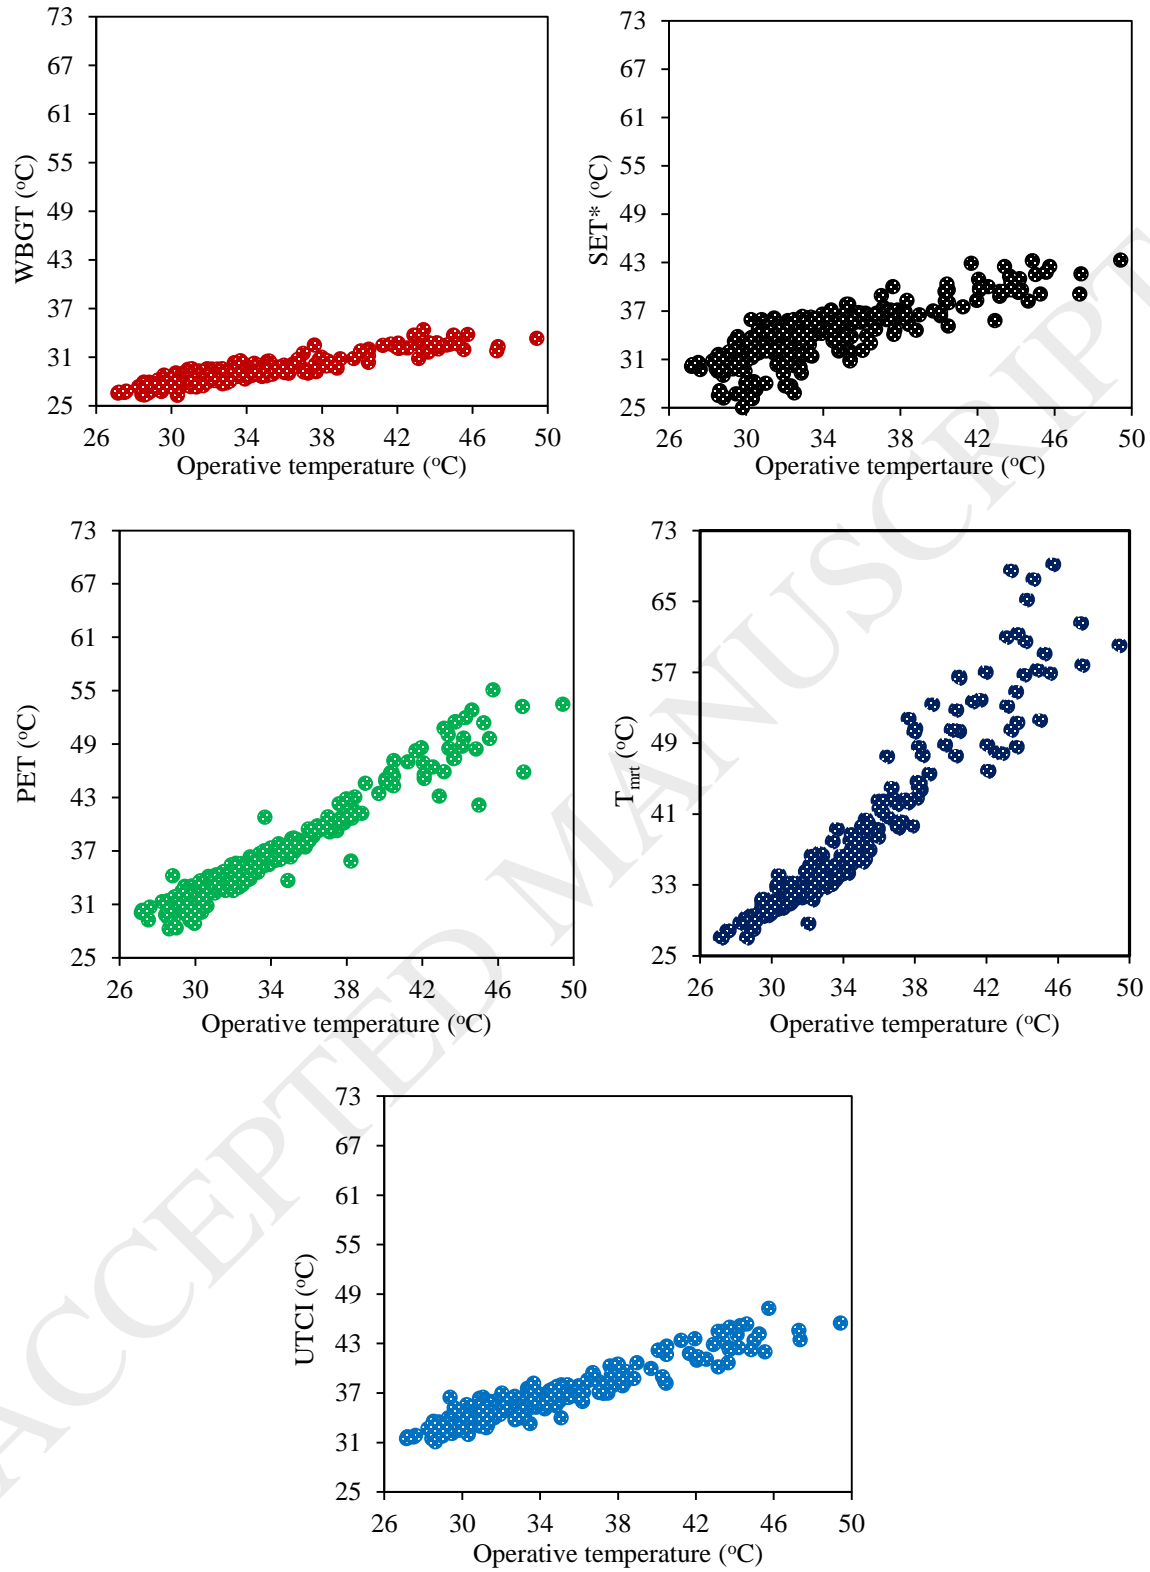 73
67
61
55
49
43
37
31
25
WBGT (°C)
26 30 34 38 42 46 50
Operative temperature (°C)
73
67
61
55
49
43
37
31
25
SET* (°C)
26 30 34 38 42 46 50
Operative tempertaure (°C)
73
67
61
55
49
43
37
31
25
PET (°C)
26 30 34 38 42 46 50
Operative temperature (°C)
73
65
57
49
41
33
25
Tmrt (°C)
26 30 34 38 42 46 50
Operative temperature (°C)
73
67
61
55
49
43
37
31
25
UTCI (°C)
26 30 34 38 42 46 50
Operative temperature (°C)
ACCEPTED MANUSCRIPT